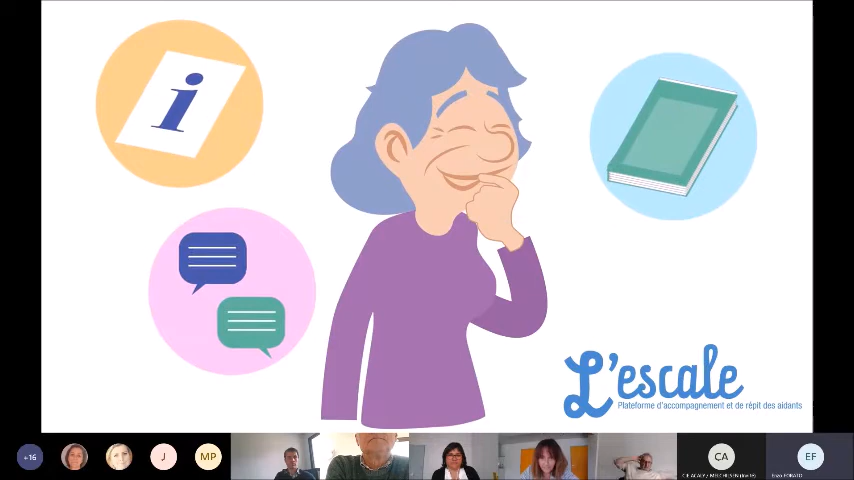 i
L'escale
Plateforme d'accompagnement et de répit des aidants
+16
J
MP
CA
EF